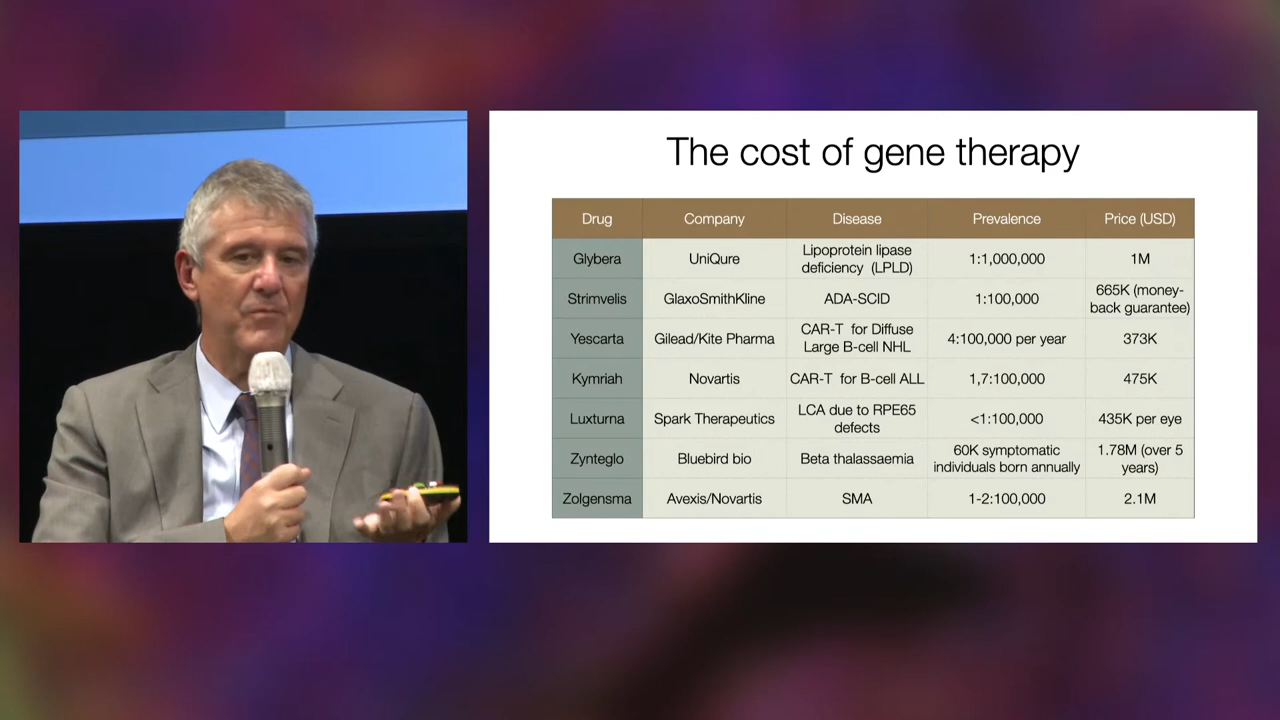 The cost of gene therapy
Drug Company Disease Prevalence Price (USD)
Glybera UniQure Lipoprotein lipase deficiency (LPLD) 1:1,000,000 1M
Strimvelis GlaxoSmithKline ADA-SCID 1:100,000 665K (money-back guarantee)
Yescarta Gilead/Kite Pharma CAR-T for Diffuse Large B-cell NHL 4:100,000 per year 373K
Kymriah Novartis CAR-T for B-cell ALL 1,7:100,000 475K
Luxturna Spark Therapeutics LCA due to RPE65 defects <1:100,000 435K per eye
Zynteglo Bluebird bio Beta thalassaemia 60K symptomatic individuals born annually 1.78M (over 5 years)
Zolgensma Avexis/Novartis SMA 1-2:100,000 2.1M